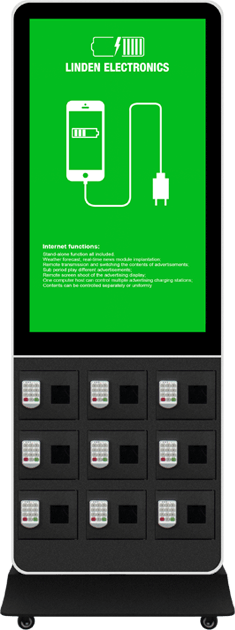 LINDEN ELECTRONICS
Internet functions:
Stand-alone function all included.
Weather forecast, real-time news module implantation.
Remote transmission and switching the contents of advertisements.
Sub period play different advertisements;
Remote screen shoot of the advertising display.
One computer host can control multiple advertising charging stations,
Contents can be controlled separately or uniformly